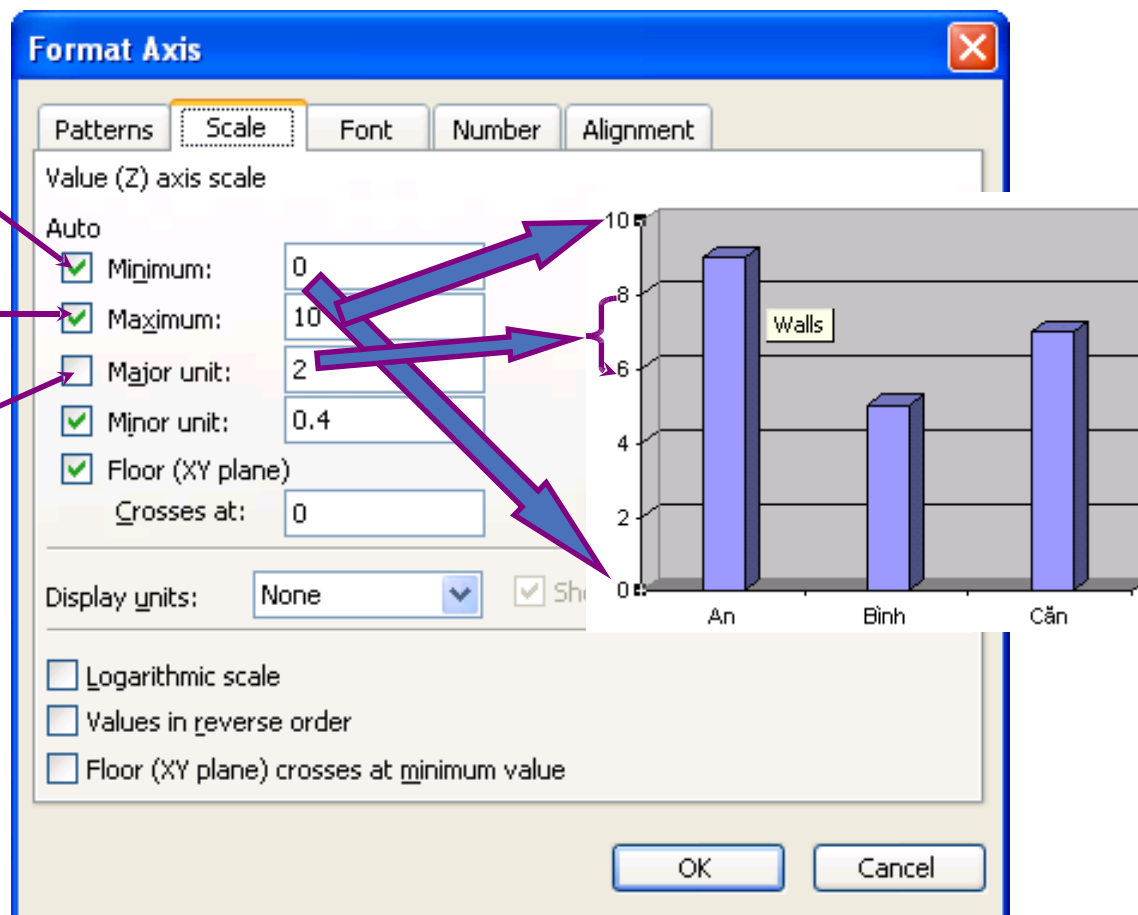 Format Axis
Patterns Scale Font Number Alignment
Value (Z) axis scale
Auto
Minimum: 0
Maximum: 10
Major unit: 2
Minor unit: 0.4
Floor (XY plane)
Crosses at: 0
Display units: None Sh
Logarithmic scale
Values in reverse order
Floor (XY plane) crosses at minimum value
OK Cancel
10
8
Walls
6
4
2
0
An Bình Căn